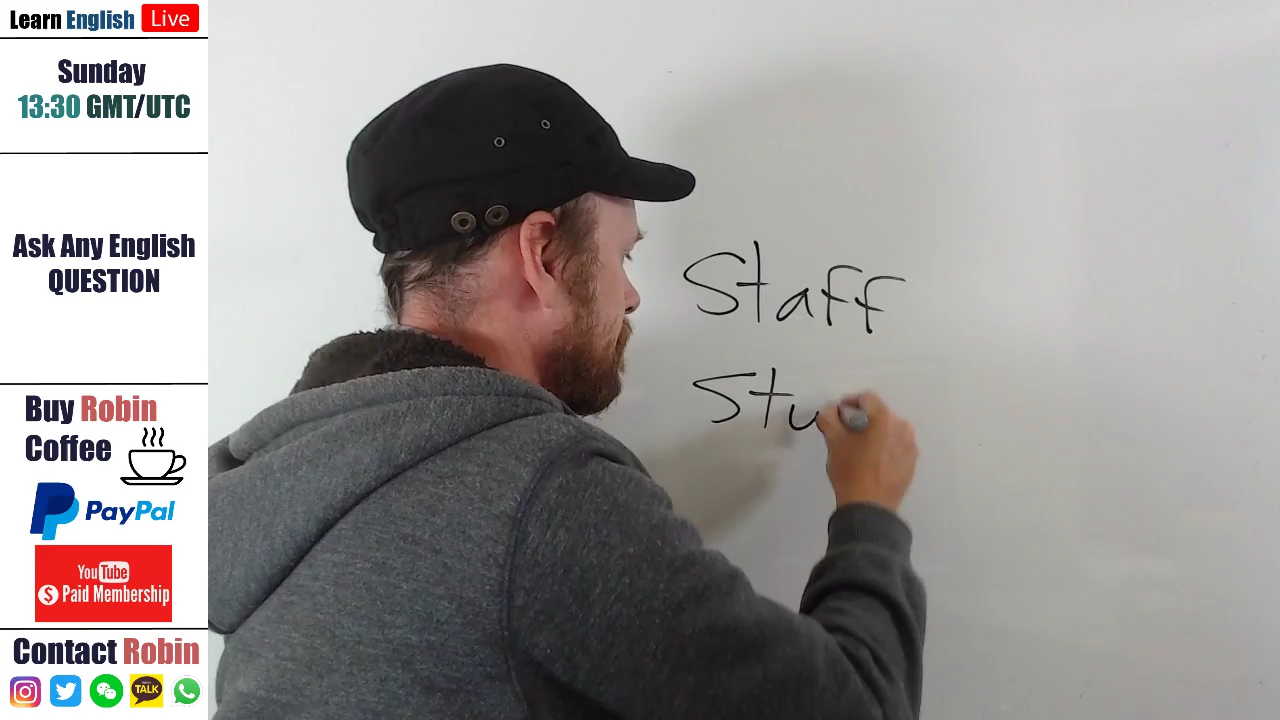 Learn English Live
Sunday
13:30 GMT/UTC
Ask Any English
QUESTION
Buy Robin
Coffee
PayPal
YouTube
$ Paid Membership
Contact Robin
TALK
Staff
Stu